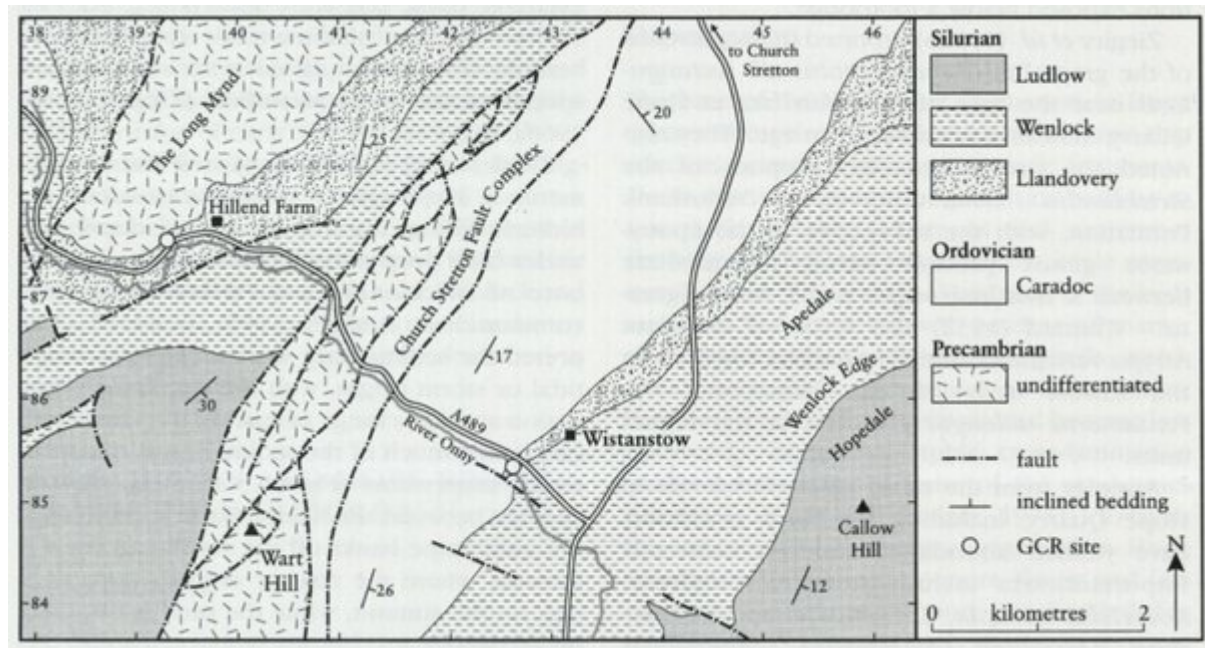 38
39
40
41
42
43
44
45
46
89
88
87
86
85
84
to Church
Stretton
20
The Long Mynd
25
Hillend Farm
Church Stretton Fault Complex
17
30
Apedale
Wenlock Edge
Hopedale
A489
River Onny
Wistanstow
Wart
Hill
26
Callow
Hill
12
Silurian
Ludlow
Wenlock
Llandovery
Ordovician
Caradoc
Precambrian
undifferentiated
fault
inclined bedding
GCR site
N
0 kilometres 2